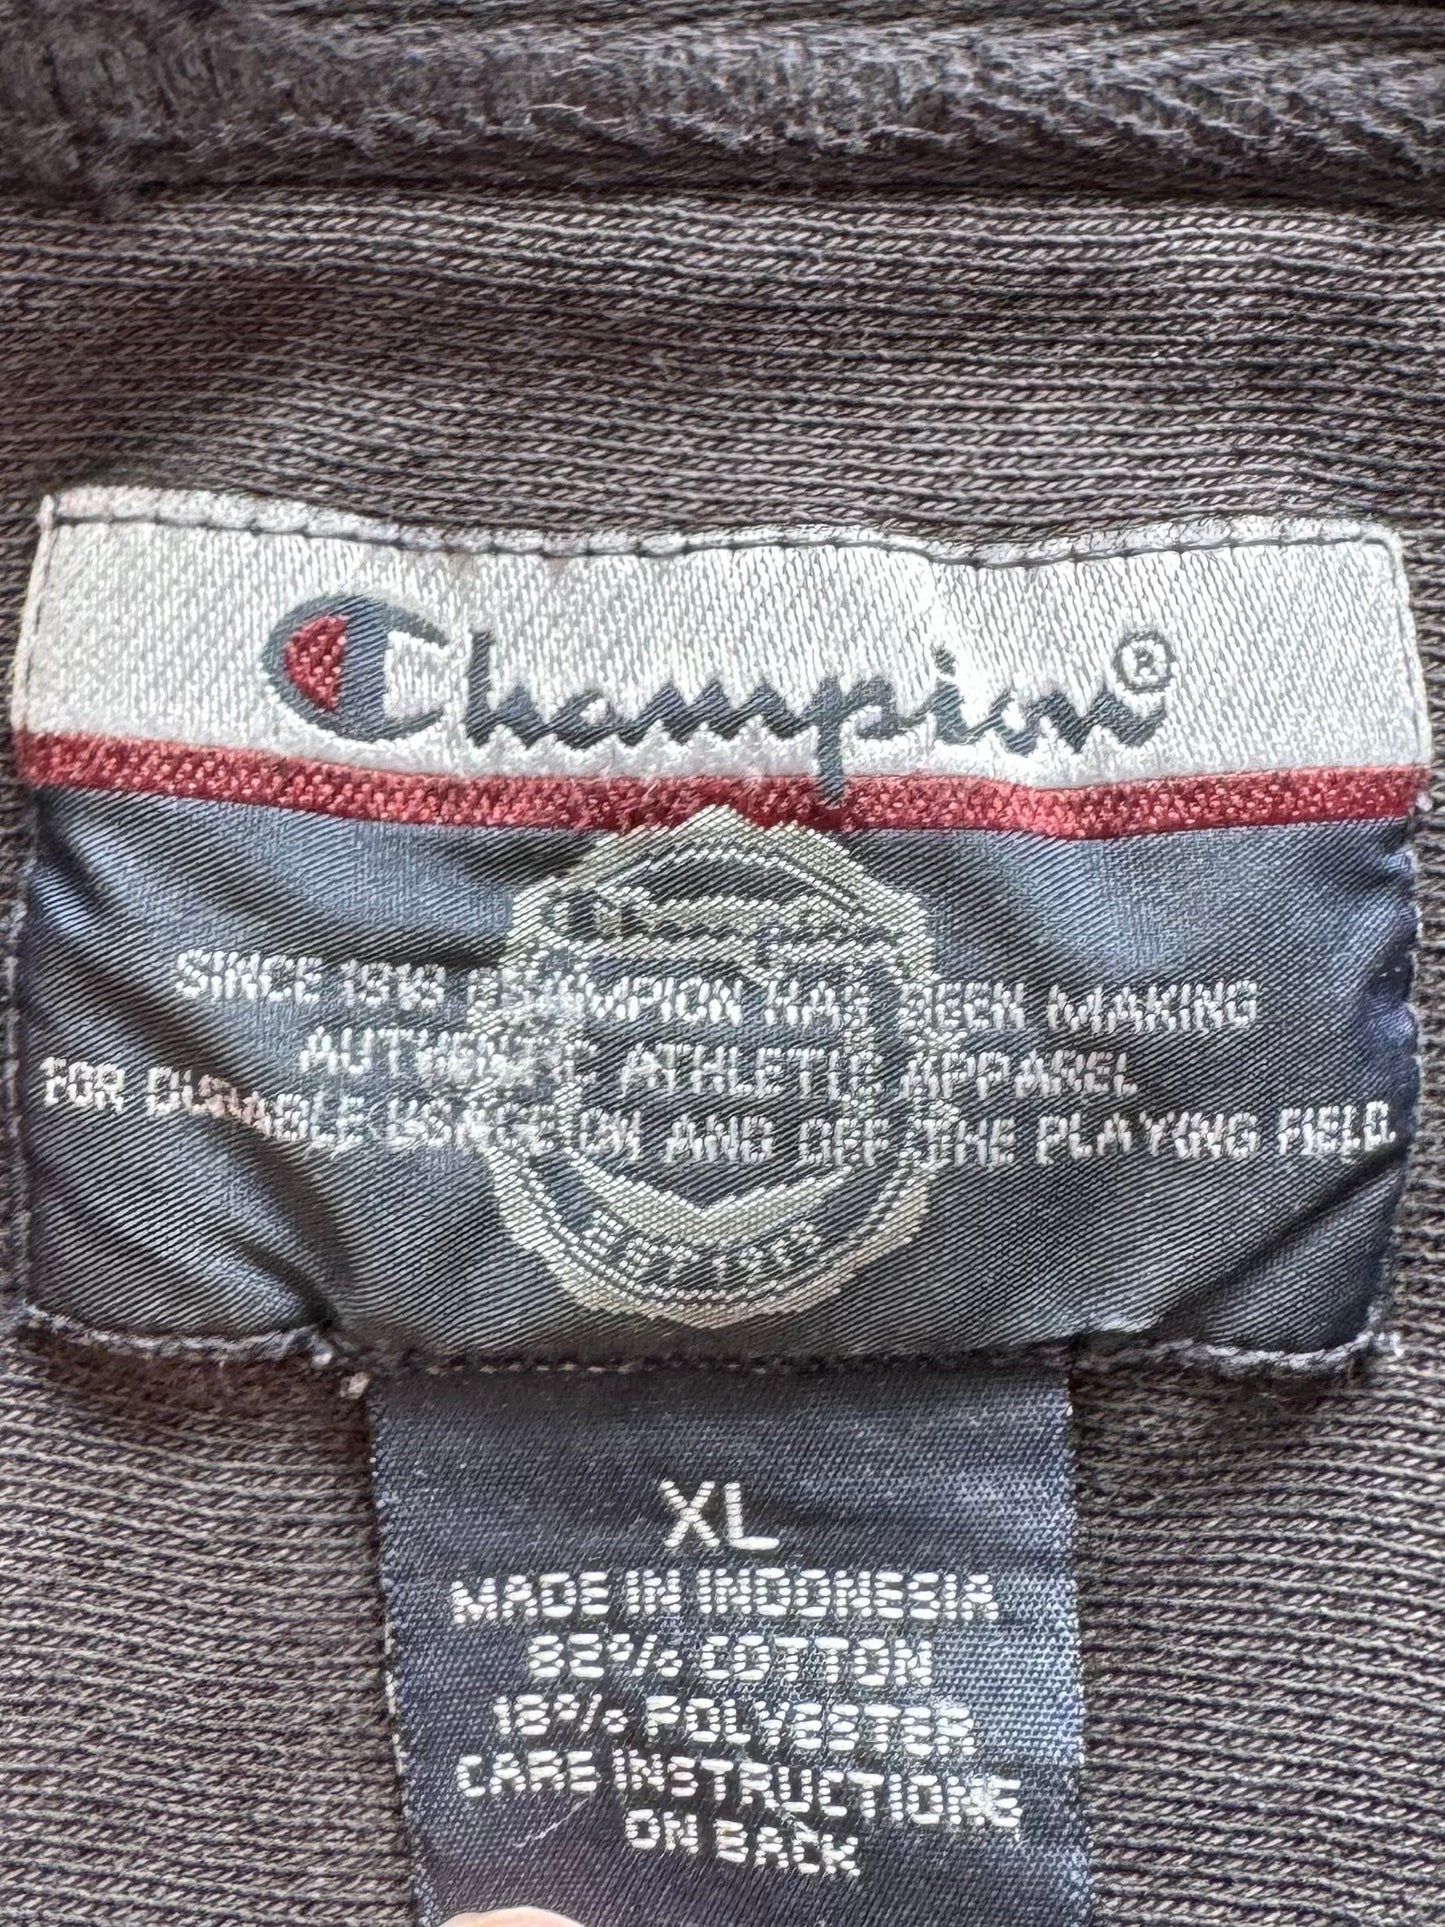 Champion®
SINCE 1919 CHAMPION HAS BEEN MAKING
AUTHENTIC ATHLETIC APPAREL
FOR DURABLE USAGE ON AND OFF THE PLAYING FIELD.
XL
MADE IN INDONESIA
82% COTTON
18% POLYESTER
CARE INSTRUCTIONS
ON BACK